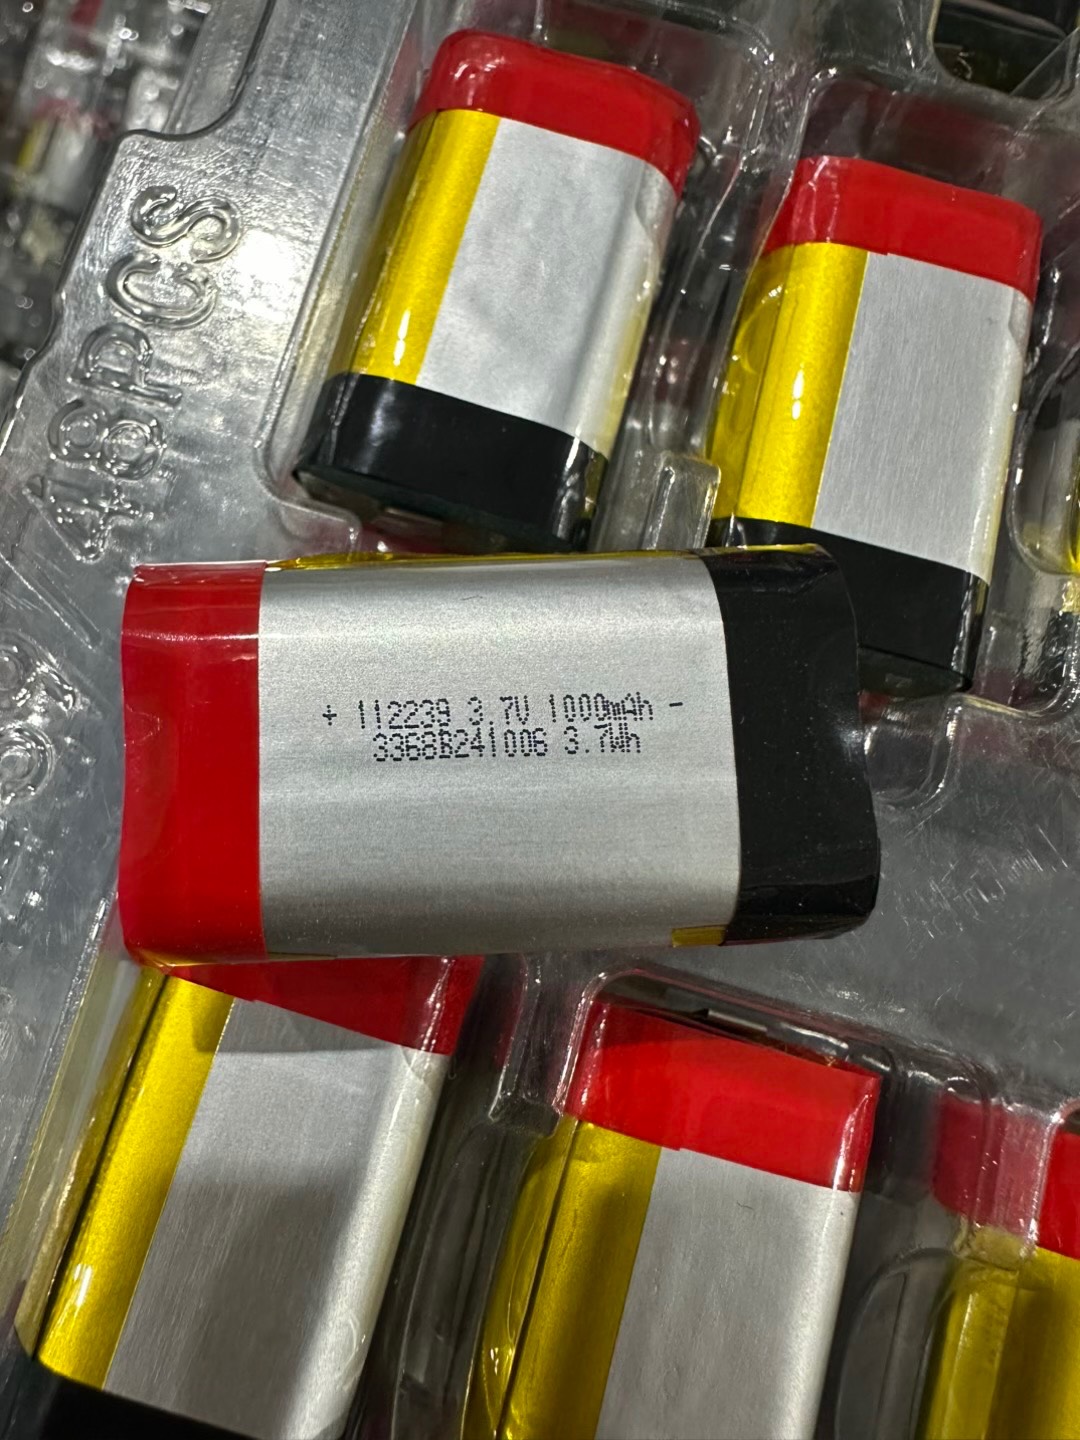 48PCS
+ 112239 3.7V 1000mAh -
3368B241006 3.7Wh